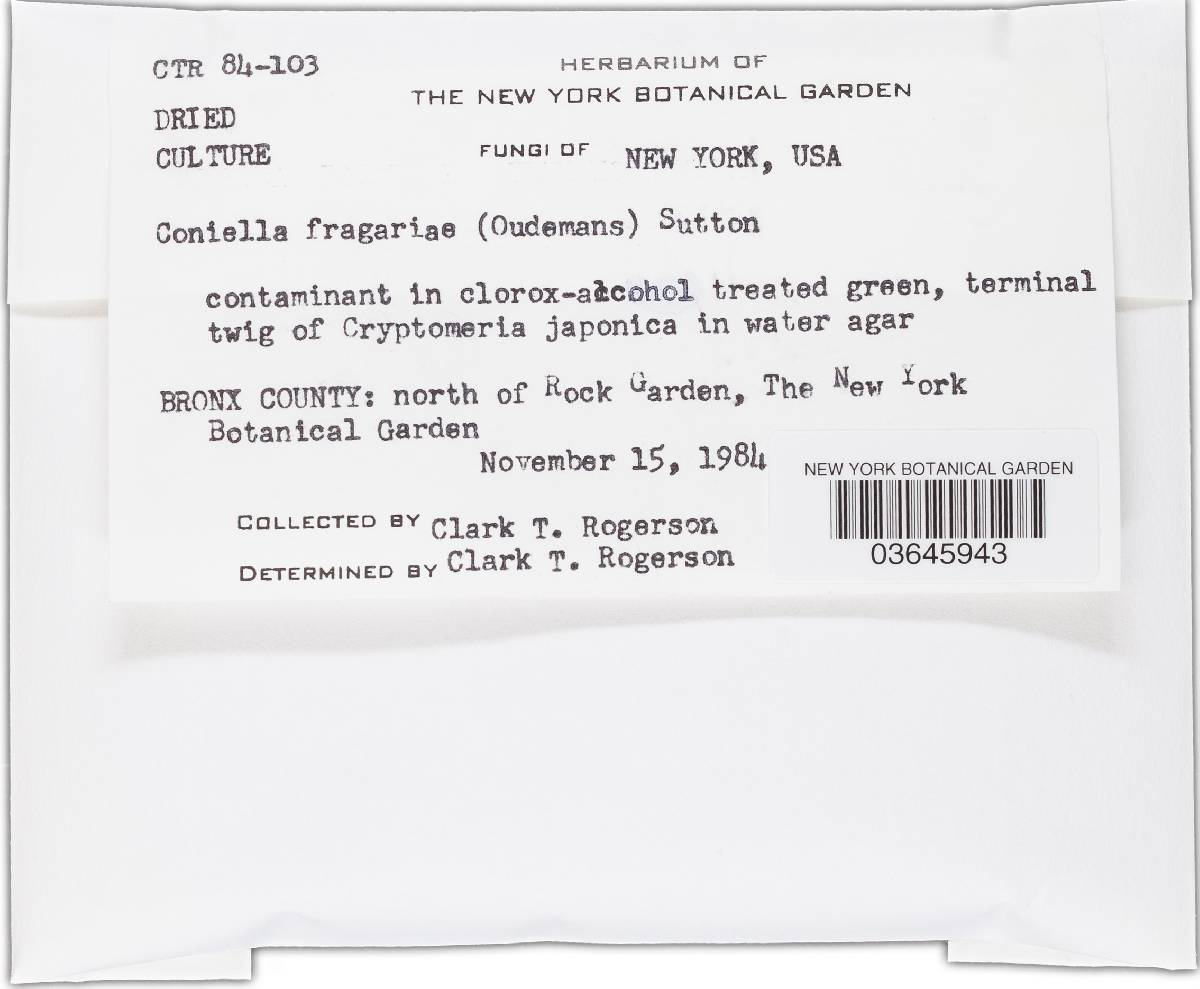 CTR 84-103
HERBARIUM OF
THE NEW YORK BOTANICAL GARDEN
DRIED
CULTURE
FUNGI OF NEW YORK, USA
Coniella fragariae (Oudemans) Sutton
contaminant in clorox-alcohol treated green, terminal
twig of Cryptomeria japonica in water agar
BRONX COUNTY: north of Rock Garden, The New York
Botanical Garden
November 15, 1984
COLLECTED BY Clark T. Rogerson
DETERMINED BY Clark T. Rogerson
NEW YORK BOTANICAL GARDEN
03645943